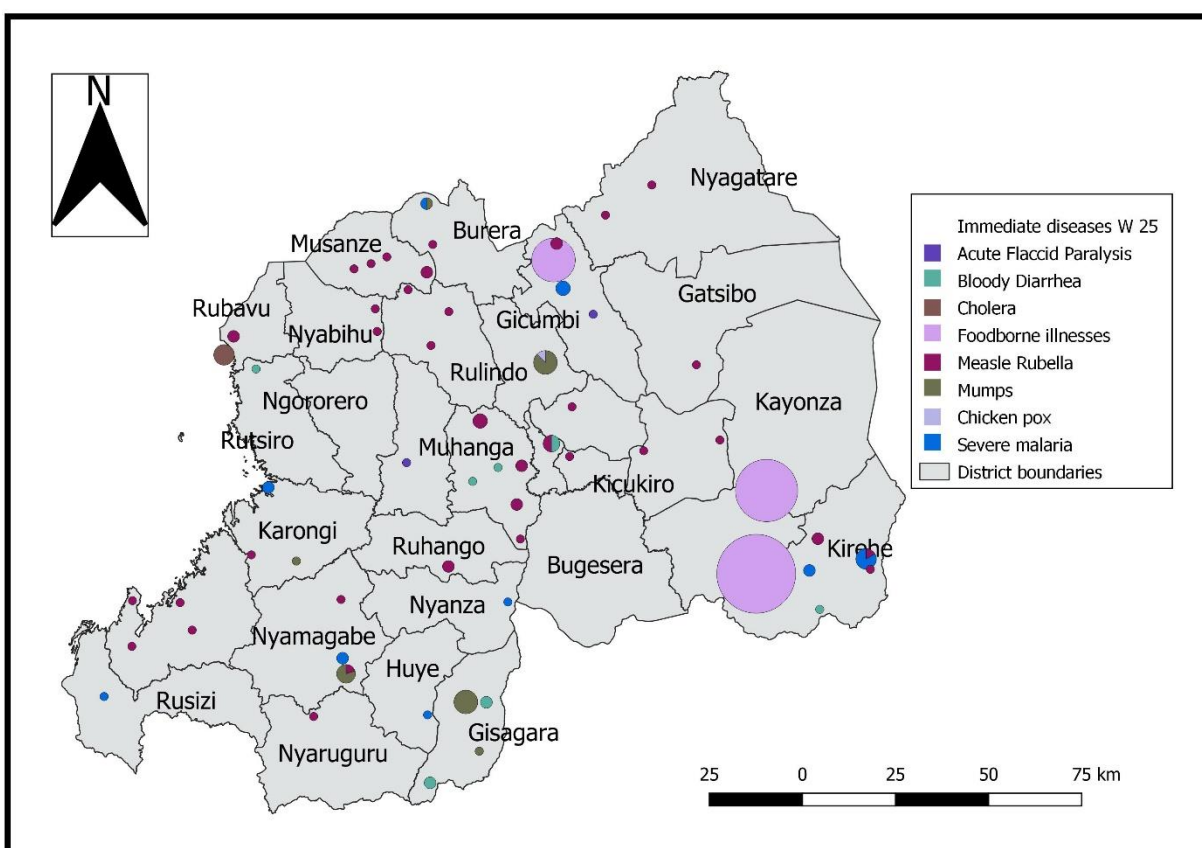 N
Nyagatare
Burera
Musanze
Gatsibo
Rubavu
Nyabihu
Gicumbi
Rulindo
Ngororero
Kayonza
Rutsiro
Muhanga
Kicukiro
Karongi
Kirehe
Ruhango
Bugesera
Nyanza
Nyamagabe
Huye
Rusizi
Gisagara
Nyaruguru
Immediate diseases W 25
Acute Flaccid Paralysis
Bloody Diarrhea
Cholera
Foodborne illnesses
Measle Rubella
Mumps
Chicken pox
Severe malaria
District boundaries
25 0 25 50 75 km